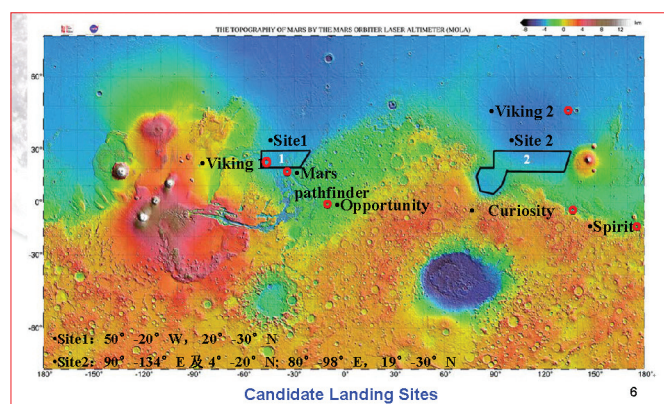 THE TOPOGRAPHY OF MARS BY THE MARS ORBITER LASER ALTIMETER (MOLA)
-8 -4 0 4 8 12 km
60°
30°
0°
-30°
-60°
•Viking 2
•Site1
•Site 2
1
2
•Viking 1
•Mars
pathfinder
•Opportunity
•Curiosity
•Spirit
•Site1: 50° -20° W, 20° -30° N
•Site2: 90° -134° E 及 4° -20° N; 80° -98° E, 19° -30° N
180° -150° -120° -90° -60° -30° 0° 30° 60° 90° 120° 150° 180°
Candidate Landing Sites
6